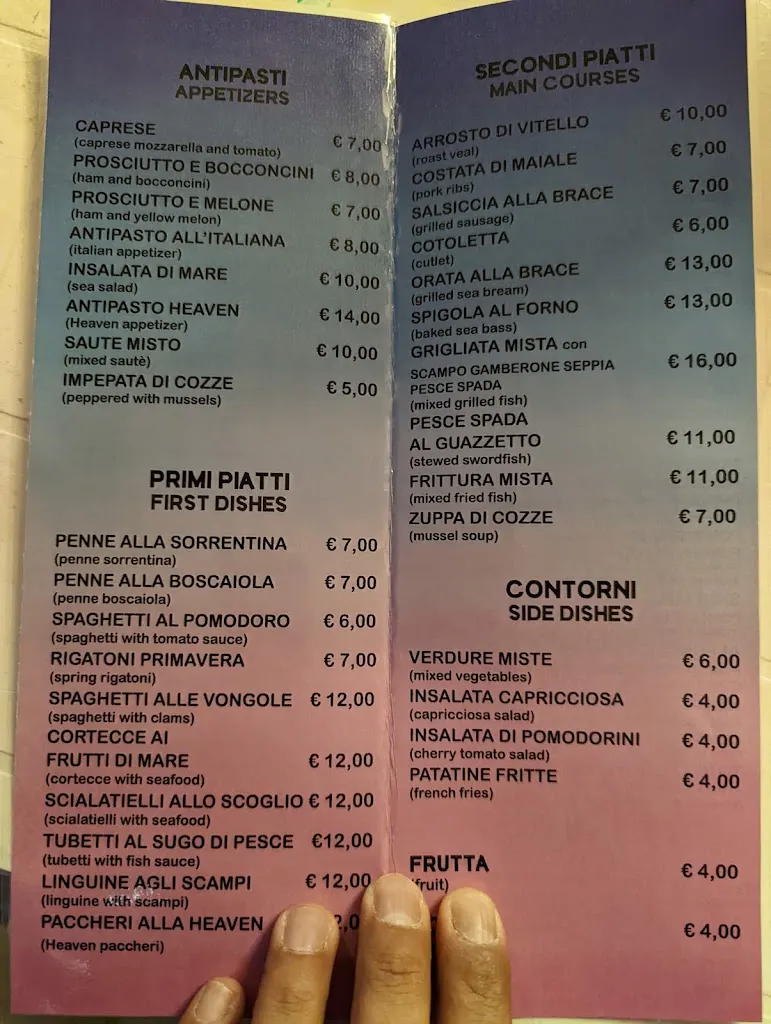 ANTIPASTI
APPETIZERS
CAPRESE € 7,00
(caprese mozzarella and tomato)
PROSCIUTTO E BOCCONCINI € 8,00
(ham and bocconcini)
PROSCIUTTO E MELONE € 7,00
(ham and yellow melon)
ANTIPASTO ALL'ITALIANA € 8,00
(italian appetizer)
INSALATA DI MARE € 10,00
(sea salad)
ANTIPASTO HEAVEN € 14,00
(Heaven appetizer)
SAUTE MISTO € 10,00
(mixed sautè)
IMPEPATA DI COZZE € 5,00
(peppered with mussels)
PRIMI PIATTI
FIRST DISHES
PENNE ALLA SORRENTINA € 7,00
(penne sorrentina)
PENNE ALLA BOSCAIOLA € 7,00
(penne boscaiola)
SPAGHETTI AL POMODORO € 6,00
(spaghetti with tomato sauce)
RIGATONI PRIMAVERA € 7,00
(spring rigatoni)
SPAGHETTI ALLE VONGOLE € 12,00
(spaghetti with clams)
CORTECCE AI
FRUTTI DI MARE € 12,00
(cortecce with seafood)
SCIALATIELLI ALLO SCOGLIO € 12,00
(scialatielli with seafood)
TUBETTI AL SUGO DI PESCE €12,00
(tubetti with fish sauce)
LINGUINE AGLI SCAMPI € 12,00
(linguine with scampi)
PACCHERI ALLA HEAVEN
(Heaven paccheri)
SECONDI PIATTI
MAIN COURSES
ARROSTO DI VITELLO € 10,00
(roast veal)
COSTATA DI MAIALE € 7,00
(pork ribs)
SALSICCIA ALLA BRACE € 7,00
(grilled sausage)
COTOLETTA € 6,00
(cutlet)
ORATA ALLA BRACE € 13,00
(grilled sea bream)
SPIGOLA AL FORNO € 13,00
(baked sea bass)
GRIGLIATA MISTA con
SCAMPO GAMBERONE SEPPIA € 16,00
PESCE SPADA
(mixed grilled fish)
PESCE SPADA
AL GUAZZETTO € 11,00
(stewed swordfish)
FRITTURA MISTA € 11,00
(mixed fried fish)
ZUPPA DI COZZE € 7,00
(mussel soup)
CONTORNI
SIDE DISHES
VERDURE MISTE € 6,00
(mixed vegetables)
INSALATA CAPRICCIOSA € 4,00
(capricciosa salad)
INSALATA DI POMODORINI € 4,00
(cherry tomato salad)
PATATINE FRITTE € 4,00
(french fries)
FRUTTA € 4,00
(fruit)
€ 4,00